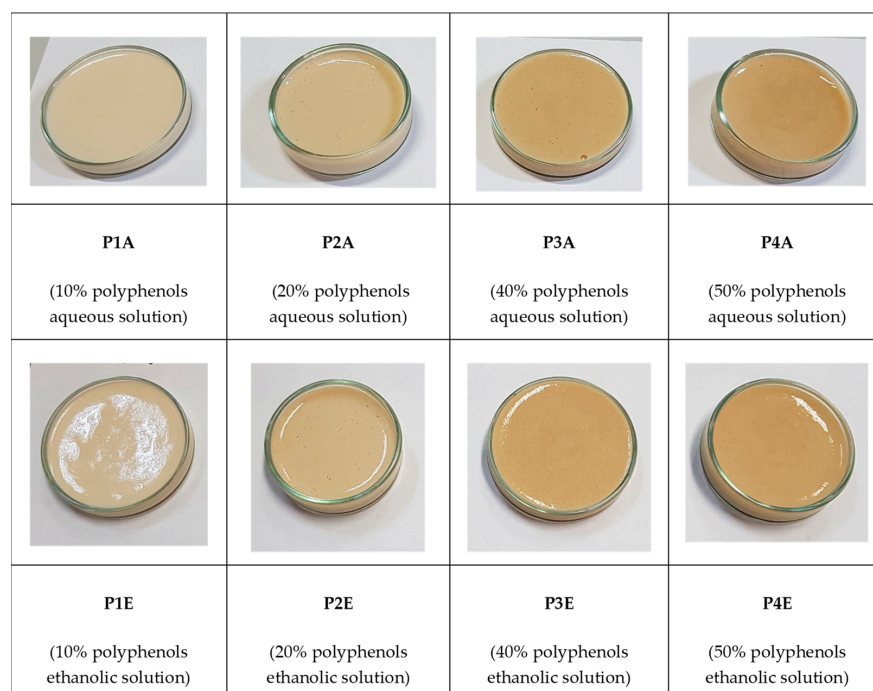 P1A
(10% polyphenols
aqueous solution)
P2A
(20% polyphenols
aqueous solution)
P3A
(40% polyphenols
aqueous solution)
P4A
(50% polyphenols
aqueous solution)
P1E
(10% polyphenols
ethanolic solution)
P2E
(20% polyphenols
ethanolic solution)
P3E
(40% polyphenols
ethanolic solution)
P4E
(50% polyphenols
ethanolic solution)